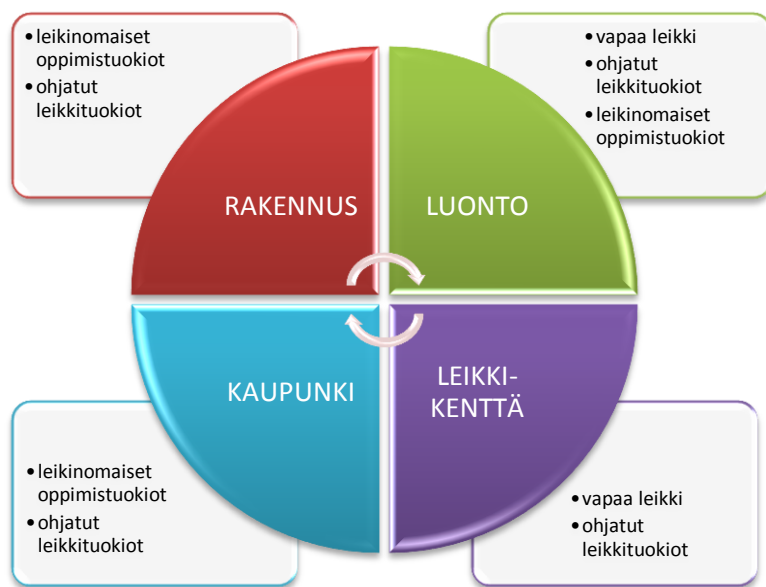 •leikinomaiset
oppimistuokiot
•ohjatut
leikkituokiot
•vapaa leikki
•ohjatut
leikkituokiot
•leikinomaiset
oppimistuokiot
RAKENNUS
LUONTO
KAUPUNKI
LEIKKI-
KENTTÄ
•leikinomaiset
oppimistuokiot
•ohjatut
leikkituokiot
•vapaa leikki
•ohjatut
leikkituokiot